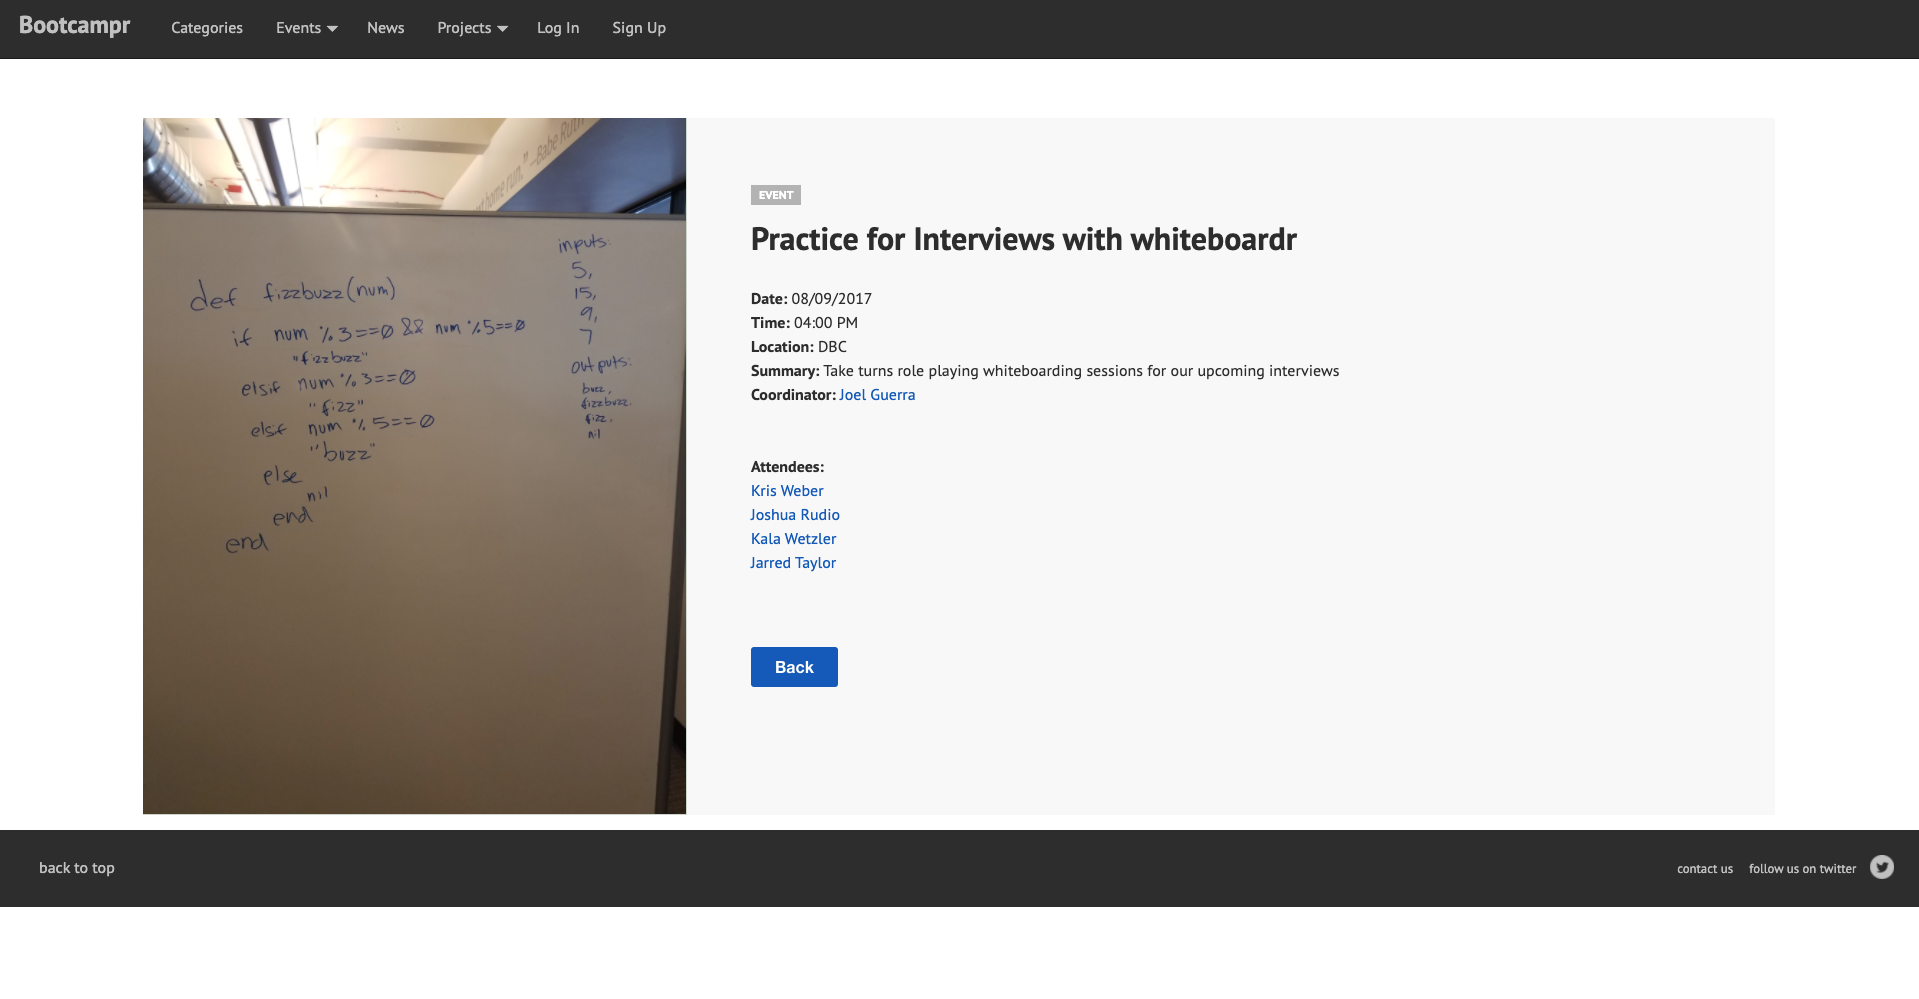 Bootcampr
Categories
Events
News
Projects
Log In
Sign Up
home run." —Babe Ruth
def fizzbuzz(num)
if num % 3==0 && num % 5==0
"fizzbuzz"
elsif num % 3==0
"fizz"
elsif num % 5==0
"buzz"
else
nil
end
end
inputs:
5,
15,
9,
7
outputs:
buzz,
fizzbuzz.
fizz,
nil
EVENT
Practice for Interviews with whiteboardr
Date: 08/09/2017
Time: 04:00 PM
Location: DBC
Summary: Take turns role playing whiteboarding sessions for our upcoming interviews
Coordinator: Joel Guerra
Attendees:
Kris Weber
Joshua Rudio
Kala Wetzler
Jarred Taylor
Back
back to top
contact us
follow us on twitter